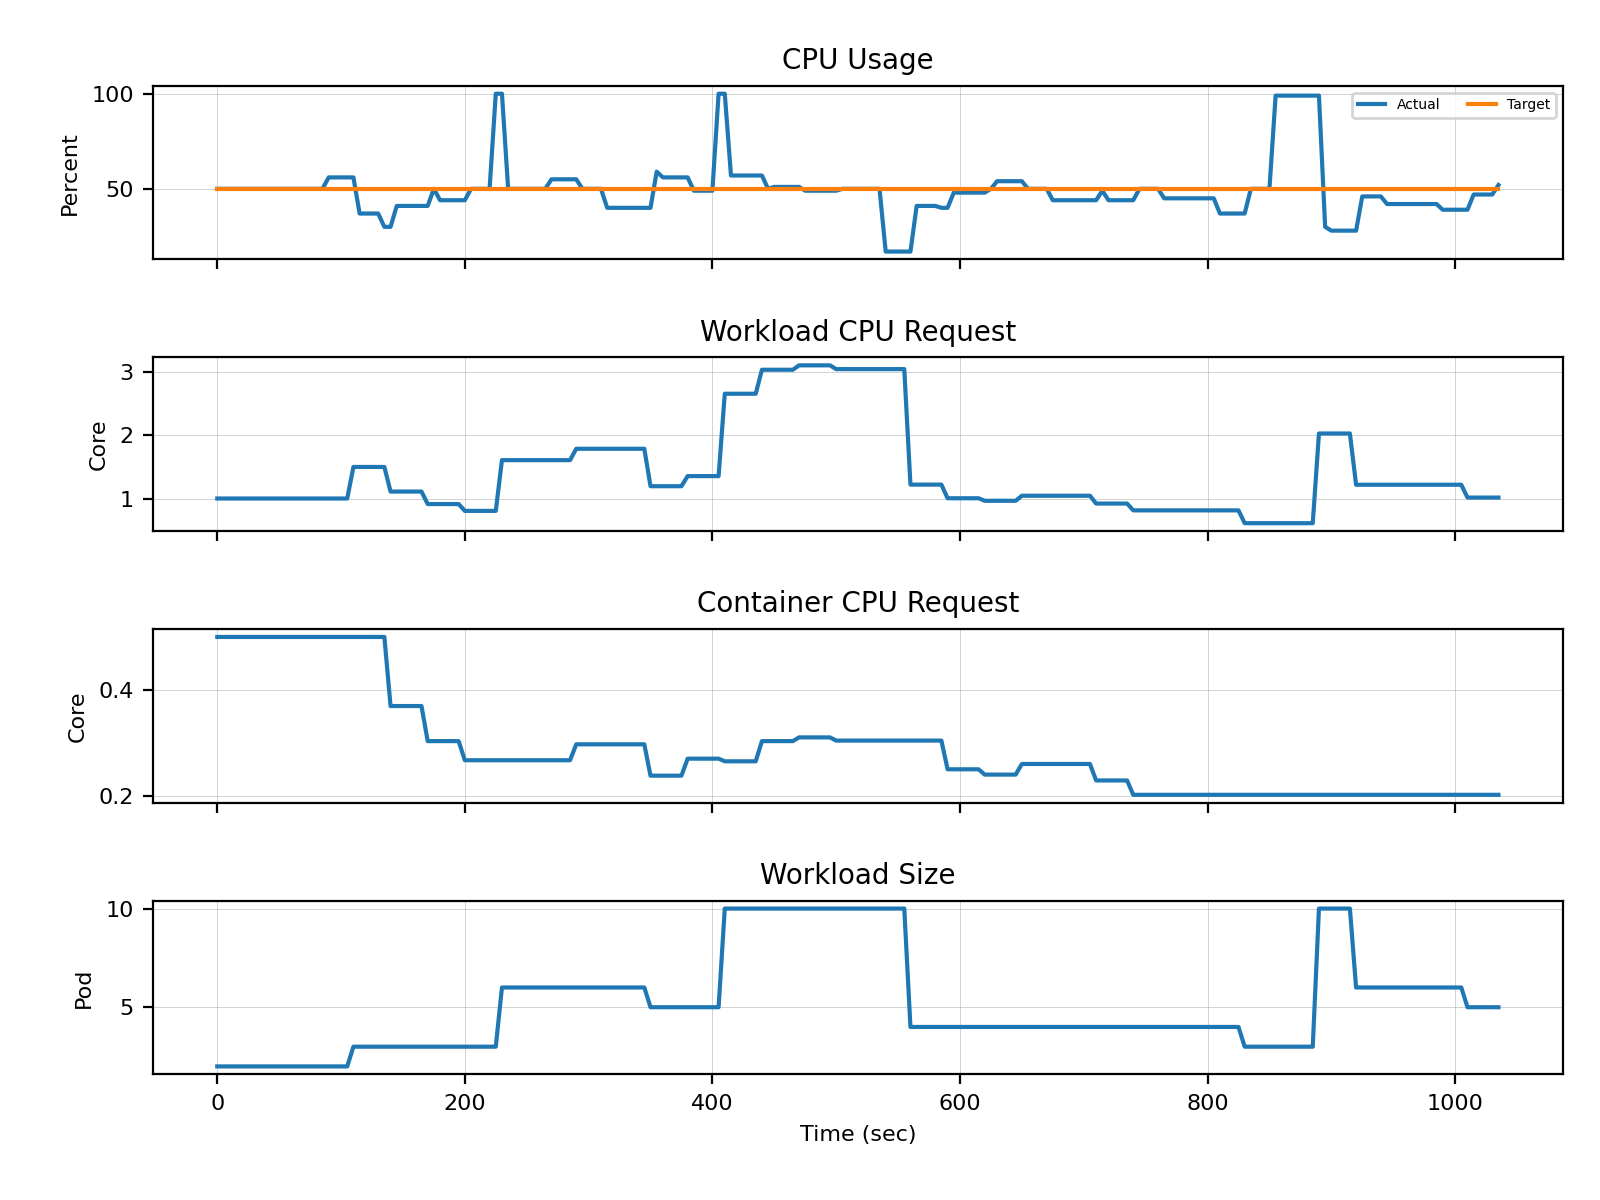 CPU Usage
100
50
Percent
Actual Target
Workload CPU Request
3
2
1
Core
Container CPU Request
0.4
0.2
Core
Workload Size
10
5
Pod
0 200 400 600 800 1000
Time (sec)